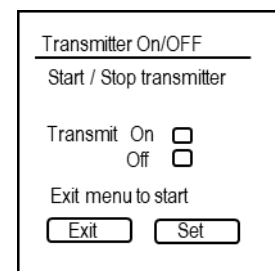 Transmitter On/OFF
Start / Stop transmitter
Transmit On
Off
Exit menu to start
Exit Set